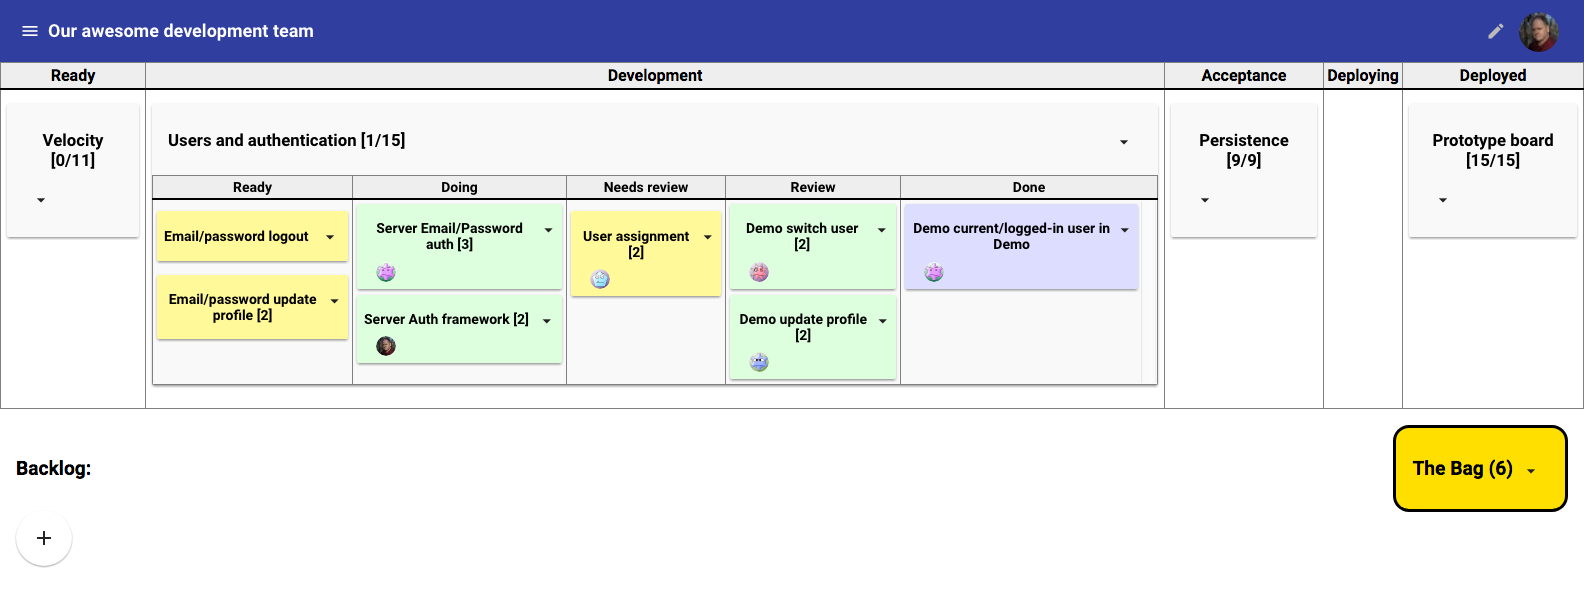 Our awesome development team
Ready
Development
Acceptance
Deploying
Deployed
Velocity
[0/11]
Users and authentication [1/15]
Persistence
[9/9]
Prototype board
[15/15]
Ready
Doing
Needs review
Review
Done
Email/password logout
Email/password update
profile [2]
Server Email/Password
auth [3]
Server Auth framework [2]
User assignment
[2]
Demo switch user
[2]
Demo update profile
[2]
Demo current/logged-in user in
Demo
Backlog:
The Bag (6)